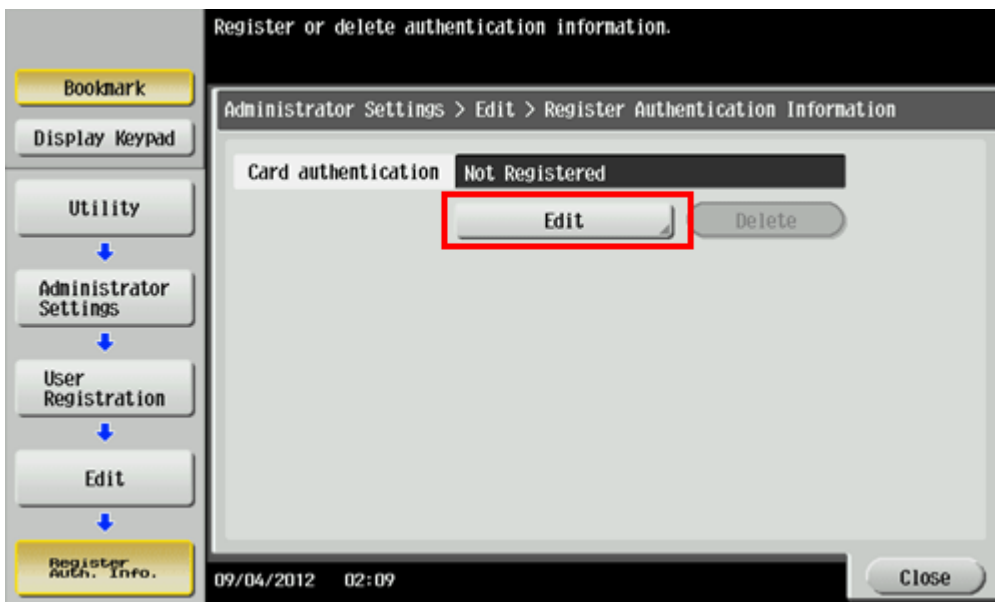 Register or delete authentication information.
Bookmark
Display Keypad
Utility
Administrator
Settings
User
Registration
Edit
Register
Auth. Info.
Administrator Settings > Edit > Register Authentication Information
Card authentication Not Registered
Edit Delete
09/04/2012 02:09
Close